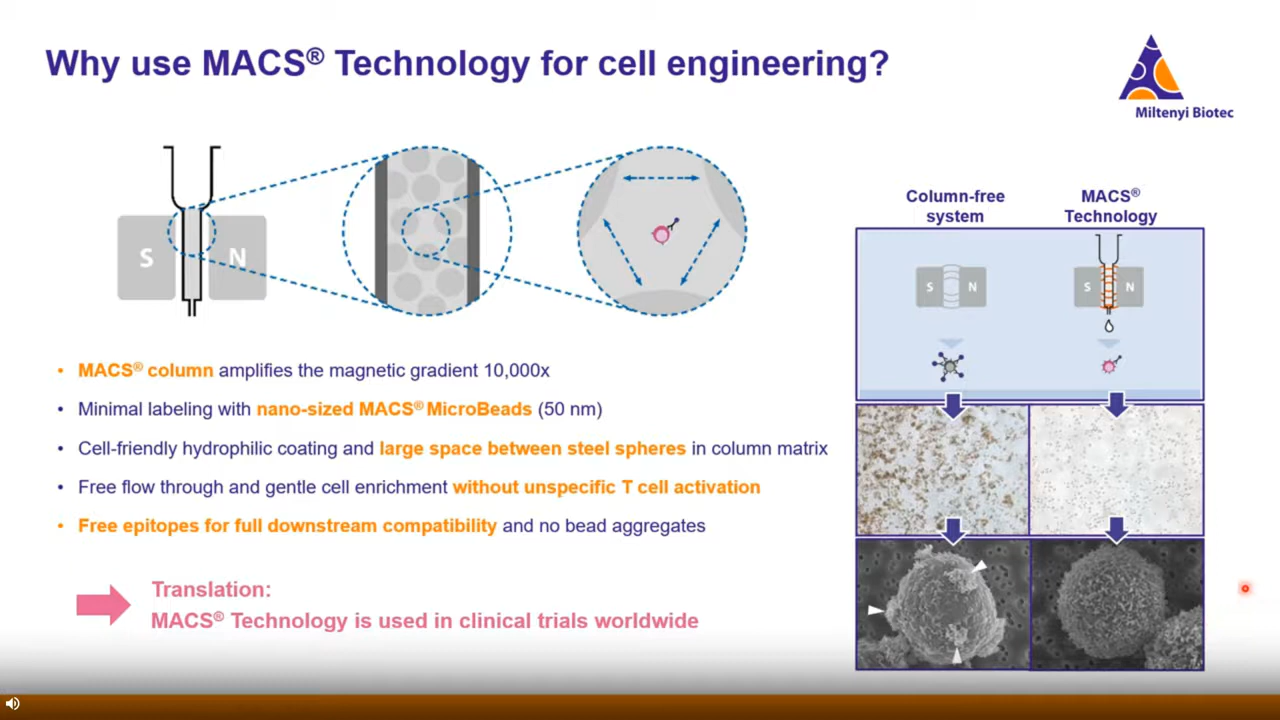 Why use MACS® Technology for cell engineering?
Miltenyi Biotec
S N
• MACS® column amplifies the magnetic gradient 10,000x
• Minimal labeling with nano-sized MACS® MicroBeads (50 nm)
• Cell-friendly hydrophilic coating and large space between steel spheres in column matrix
• Free flow through and gentle cell enrichment without unspecific T cell activation
• Free epitopes for full downstream compatibility and no bead aggregates
Translation:
MACS® Technology is used in clinical trials worldwide
Column-free
system
MACS®
Technology
S N
S N